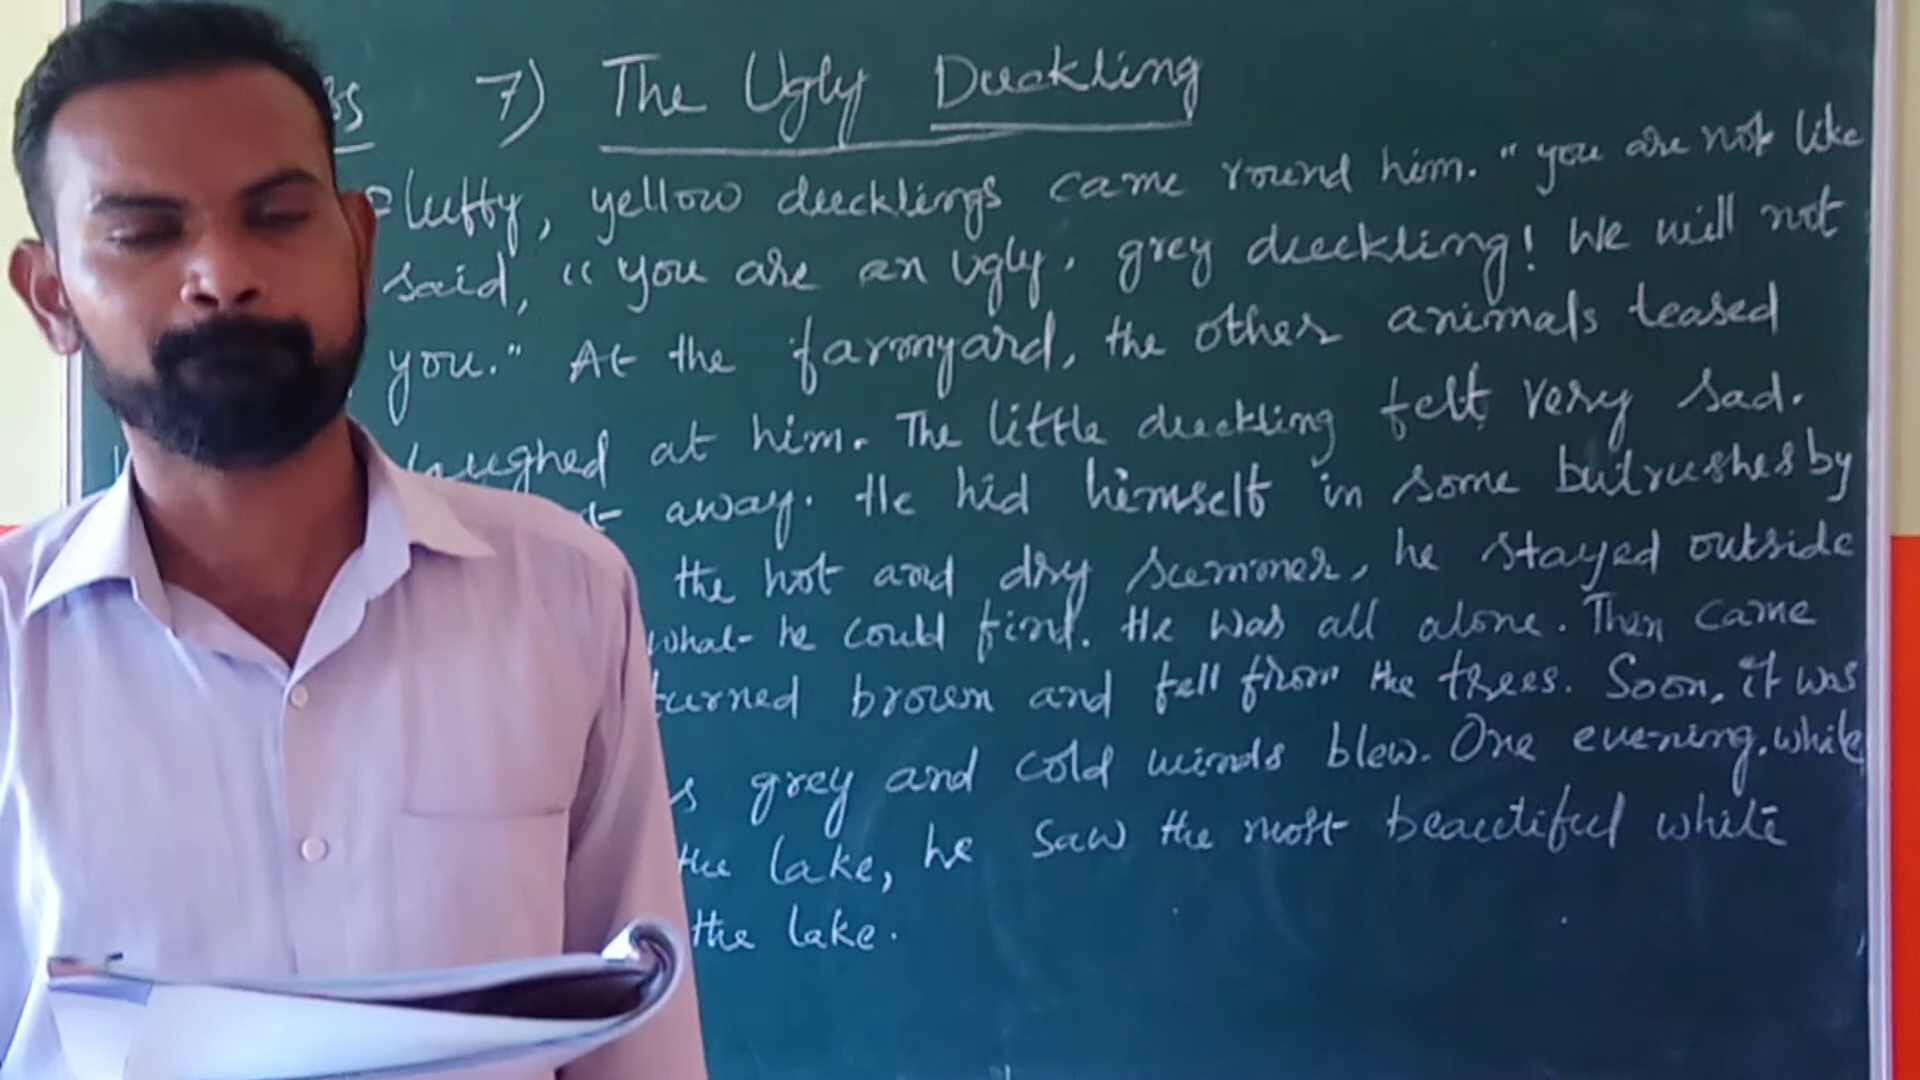 7) The Ugly Duckling
Fluffy, yellow ducklings came round him. "you are not like
said, "you are an Ugly, grey duckling! We will not
you." At the farmyard, the other animals teased
laughed at him. The little duckling felt very sad.
away. He hid himself in some bulrushes by
the hot and dry summer, he stayed outside
what he could find. He was all alone. Then came
turned brown and fell from the trees. Soon, it was
grey and cold winds blew. One evening, while
the lake, he saw the most beautiful white
the lake.